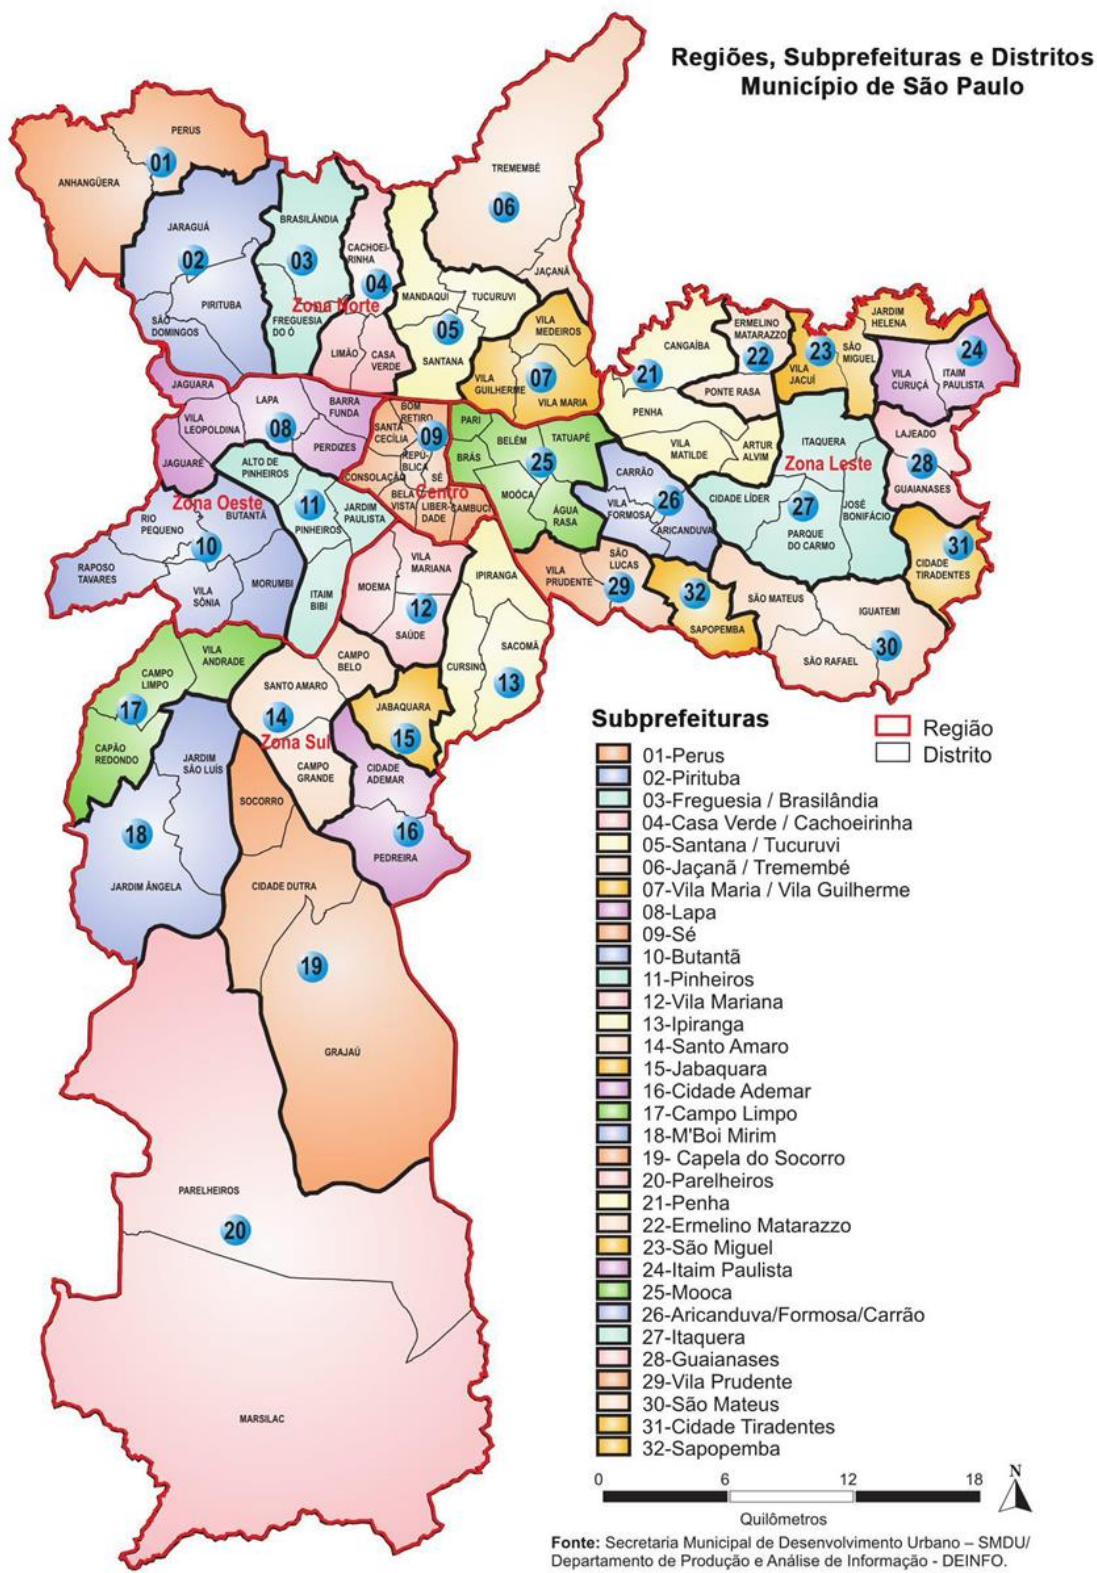 Regiões, Subprefeituras e Distritos
Município de São Paulo
PERUS
01
ANHANGÜERA
TREMEMBÉ
06
JAÇANÃ
JARAGUÁ
02
PIRITUBA
SÃO
DOMINGOS
BRASILÂNDIA
03
FREGUESIA
DO Ó
Zona Norte
CACHOEI-
RINHA
04
LIMÃO
CASA
VERDE
MANDAQUI
TUCURUVI
05
SANTANA
VILA
MEDEIROS
07
VILA
GUILHERME
VILA MARIA
CANGAÍBA
21
PENHA
VILA
MATILDE
ARTUR
ALVIM
ERMELINO
MATARAZZO
22
PONTE RASA
JARDIM
HELENA
23
SÃO
MIGUEL
VILA
JACUÍ
24
VILA
CURUÇÁ
ITAIM
PAULISTA
LAJEADO
28
GUAIANASES
ITAQUERA
Zona Leste
CIDADE LÍDER
27
JOSÉ
BONIFÁCIO
PARQUE
DO CARMO
31
CIDADE
TIRADENTES
JAGUARA
LAPA
BARRA
FUNDA
VILA
LEOPOLDINA
08
PERDIZES
JAGUARÉ
BOM
RETIRO
SANTA
CECÍLIA
09
REPÚ-
BLICA
SÉ
CONSOLAÇÃO
Centro
BELA
VISTA
LIBER-
DADE
CAMBUCI
PARI
BELÉM
TATUAPÉ
BRÁS
25
MOÓCA
ÁGUA
RASA
CARRÃO
26
VILA
FORMOSA
ARICANDUVA
ALTO DE
PINHEIROS
11
PINHEIROS
JARDIM
PAULISTA
ITAIM
BIBI
Zona Oeste
RIO
PEQUENO
BUTANTÃ
10
RAPOSO
TAVARES
VILA
SÔNIA
MORUMBI
VILA
MARIANA
MOEMA
12
SAÚDE
IPIRANGA
CURSINO
SACOMÃ
13
VILA
PRUDENTE
SÃO
LUCAS
29
32
SAPOPEMBA
SÃO MATEUS
IGUATEMI
SÃO RAFAEL
30
VILA
ANDRADE
CAMPO
LIMPO
17
CAPÃO
REDONDO
CAMPO
BELO
SANTO AMARO
14
Zona Sul
CAMPO
GRANDE
JABAQUARA
15
CIDADE
ADEMAR
16
PEDREIRA
JARDIM
SÃO LUÍS
18
JARDIM ÂNGELA
SOCORRO
CIDADE DUTRA
19
GRAJAÚ
PARELHEIROS
20
MARSILAC
Subprefeituras
Região
Distrito
01-Perus
02-Pirituba
03-Freguesia / Brasilândia
04-Casa Verde / Cachoeirinha
05-Santana / Tucuruvi
06-Jaçanã / Tremembé
07-Vila Maria / Vila Guilherme
08-Lapa
09-Sé
10-Butantã
11-Pinheiros
12-Vila Mariana
13-Ipiranga
14-Santo Amaro
15-Jabaquara
16-Cidade Ademar
17-Campo Limpo
18-M'Boi Mirim
19- Capela do Socorro
20-Parelheiros
21-Penha
22-Ermelino Matarazzo
23-São Miguel
24-Itaim Paulista
25-Mooca
26-Aricanduva/Formosa/Carrão
27-Itaquera
28-Guaianases
29-Vila Prudente
30-São Mateus
31-Cidade Tiradentes
32-Sapopemba
0 6 12 18
N
Quilômetros
Fonte: Secretaria Municipal de Desenvolvimento Urbano – SMDU/
Departamento de Produção e Análise de Informação - DEINFO.